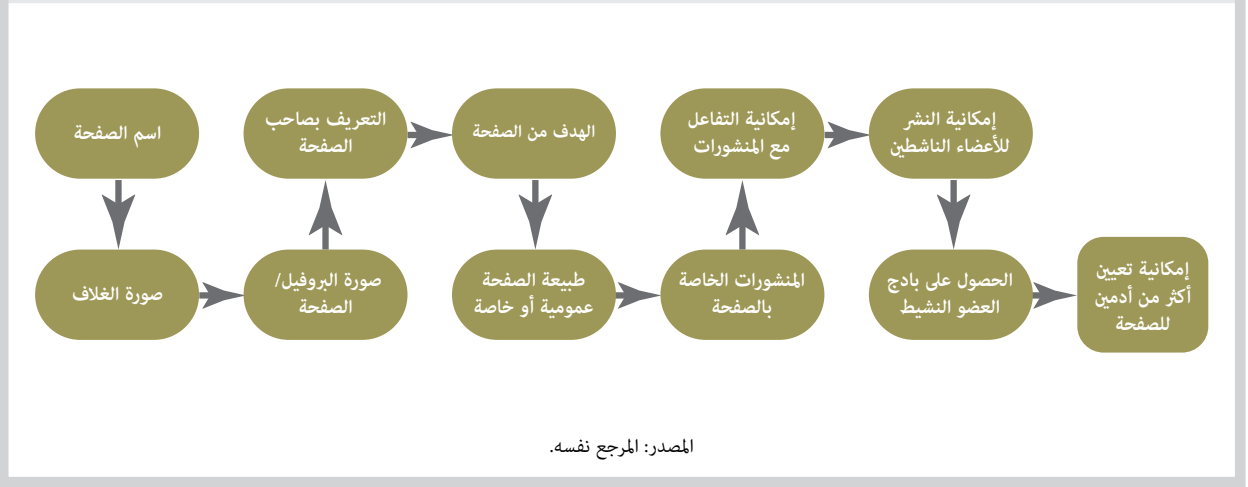 اسم الصفحة
صورة الغلاف
صورة البروفيل/
الصفحة
التعريف بصاحب
الصفحة
الهدف من الصفحة
طبيعة الصفحة
عمومية أو خاصة
المنشورات الخاصة
بالصفحة
إمكانية التفاعل
مع المنشورات
إمكانية النشر
للأعضاء الناشطين
الحصول على بادج
العضو النشيط
إمكانية تعيين
أكثر من أدمين
للصفحة
المصدر: المرجع نفسه.